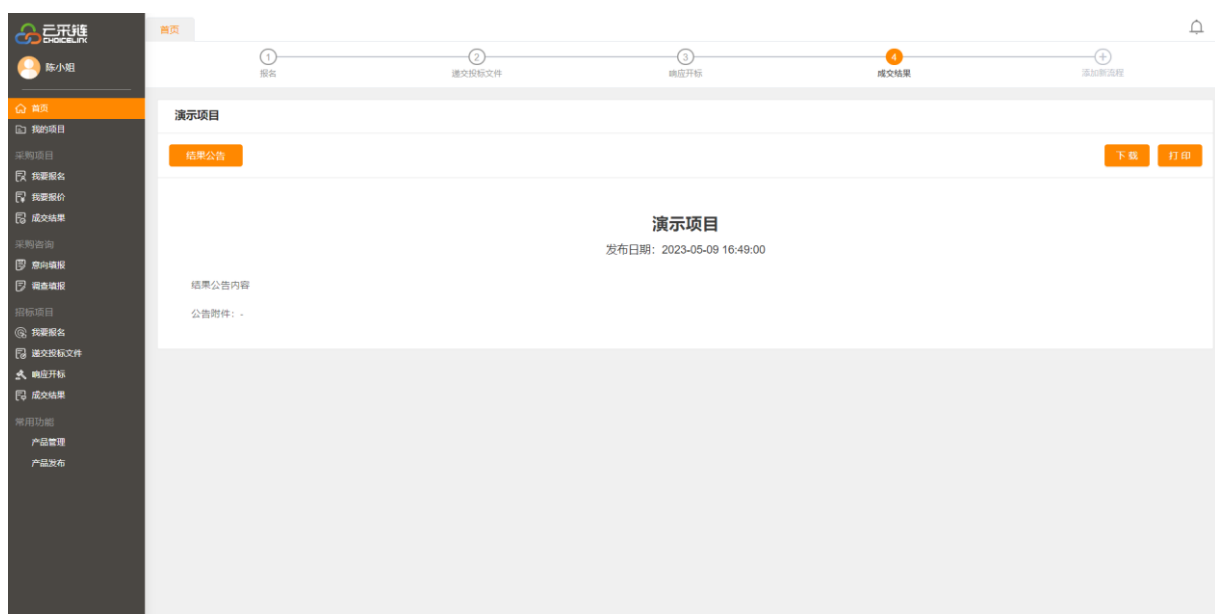 云采链
CHOICELINK
陈小姐
首页
我的项目
采购项目
我要报名
我要报价
成交结果
采购咨询
意向填报
调查填报
招标项目
我要报名
递交投标文件
响应开标
成交结果
常用功能
产品管理
产品发布
首页
1
2
3
4
报名
递交投标文件
响应开标
成交结果
添加新流程
演示项目
结果公告
下载
打印
演示项目
发布日期：2023-05-09 16:49:00
结果公告内容
公告附件：-